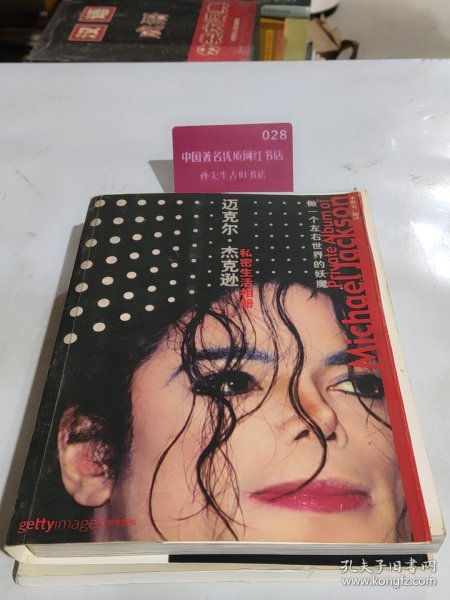 028
中国著名优质网红书店
孙先生古旧书店
迈克尔·杰克逊
私密生活相册
做一个左右世界的妖魔
Private Album of
Michael Jackson
gettyimages
孔夫子旧书网
www.kongfz.com